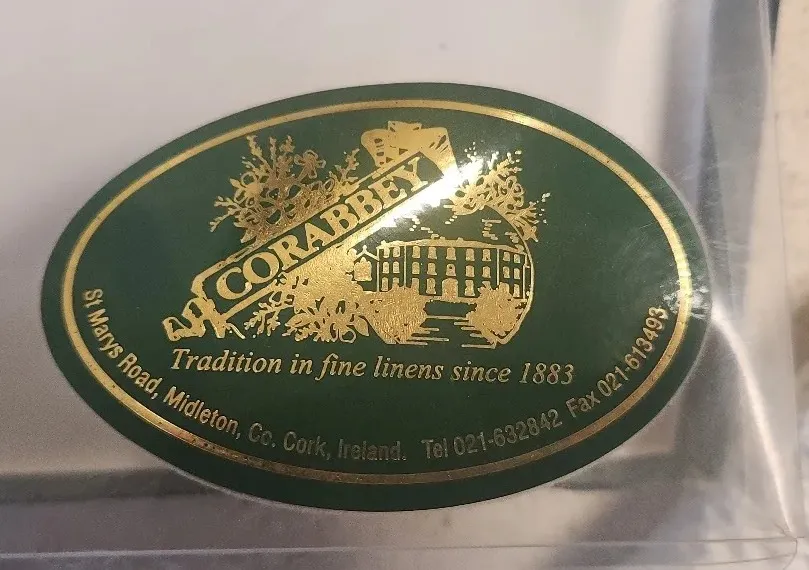 CORABBEY
Tradition in fine linens since 1883
St Marys Road, Midleton, Co. Cork, Ireland. Tel 021-632842 Fax 021-613493